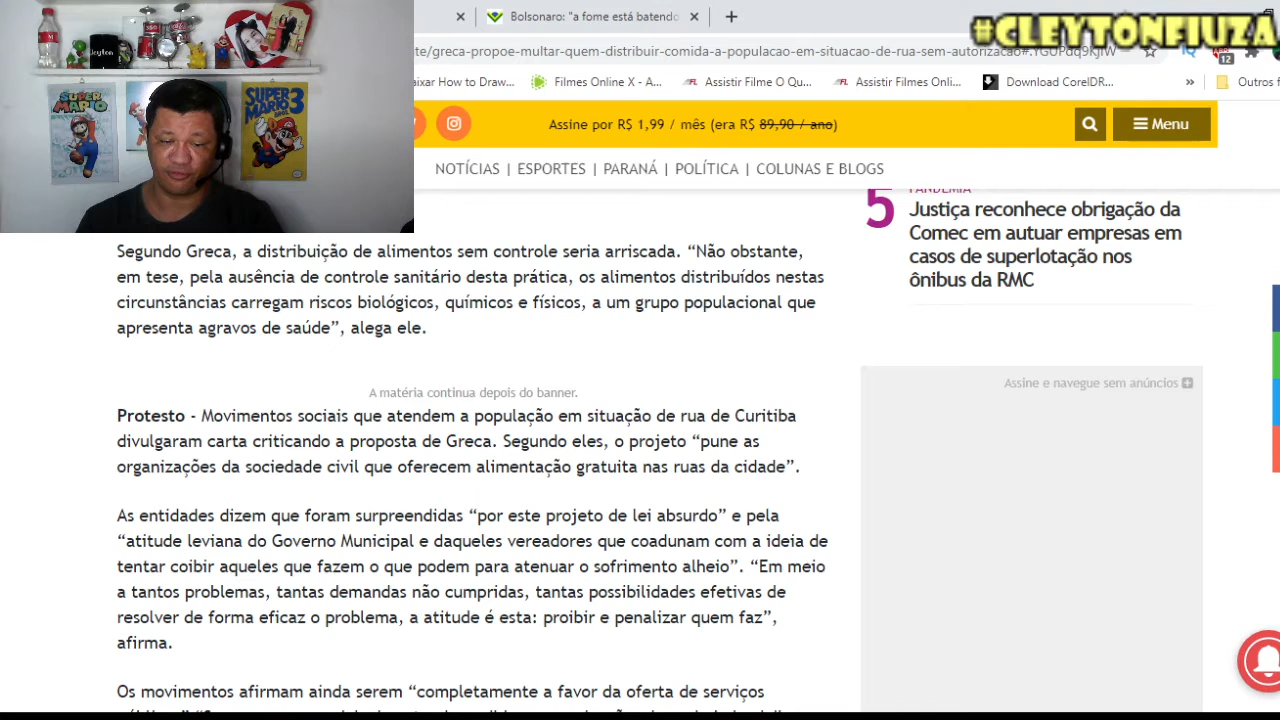 Bolsonaro: "a fome está batend
#CLEYTONFIUZA
te/greca-propoe-multar-quem-distribuir-comida-a-populacao-em-situacao-de-rua-sem-autorizacao#.YGUPdq9KjIW
12
aixar How to Draw...
Filmes Online X - A...
Assistir Filme O Qu...
Assistir Filmes Onli...
Download CorelDR...
»
Outros f
Assine por R$ 1,99 / mês (era R$ 89,90 / ano)
Menu
NOTÍCIAS | ESPORTES | PARANÁ | POLÍTICA | COLUNAS E BLOGS
Cleyton
SUPER MARIO
SUPER MARIO 3
Segundo Greca, a distribuição de alimentos sem controle seria arriscada. “Não obstante,
em tese, pela ausência de controle sanitário desta prática, os alimentos distribuídos nestas
circunstâncias carregam riscos biológicos, químicos e físicos, a um grupo populacional que
apresenta agravos de saúde”, alega ele.
A matéria continua depois do banner.
Protesto - Movimentos sociais que atendem a população em situação de rua de Curitiba
divulgaram carta criticando a proposta de Greca. Segundo eles, o projeto “pune as
organizações da sociedade civil que oferecem alimentação gratuita nas ruas da cidade”.
As entidades dizem que foram surpreendidas “por este projeto de lei absurdo” e pela
“atitude leviana do Governo Municipal e daqueles vereadores que coadunam com a ideia de
tentar coibir aqueles que fazem o que podem para atenuar o sofrimento alheio”. “Em meio
a tantos problemas, tantas demandas não cumpridas, tantas possibilidades efetivas de
resolver de forma eficaz o problema, a atitude é esta: proibir e penalizar quem faz”,
afirma.
Os movimentos afirmam ainda serem “completamente a favor da oferta de serviços
PANDEMIA
5
Justiça reconhece obrigação da
Comec em autuar empresas em
casos de superlotação nos
ônibus da RMC
Assine e navegue sem anúncios